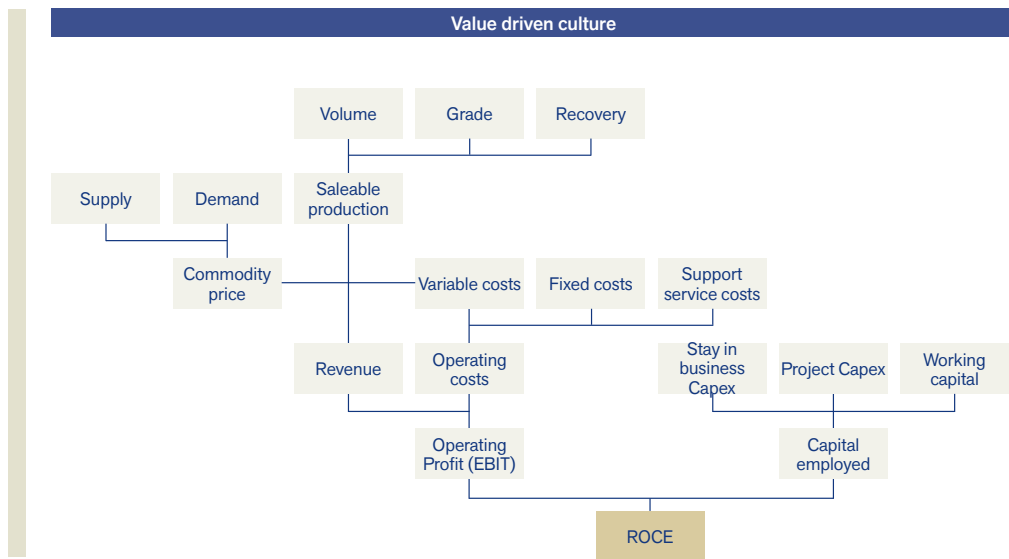 Value driven culture
Volume
Grade
Recovery
Supply
Demand
Saleable
production
Commodity
price
Variable costs
Fixed costs
Support
service costs
Revenue
Operating
costs
Stay in
business
Capex
Project Capex
Working
capital
Operating
Profit (EBIT)
Capital
employed
ROCE